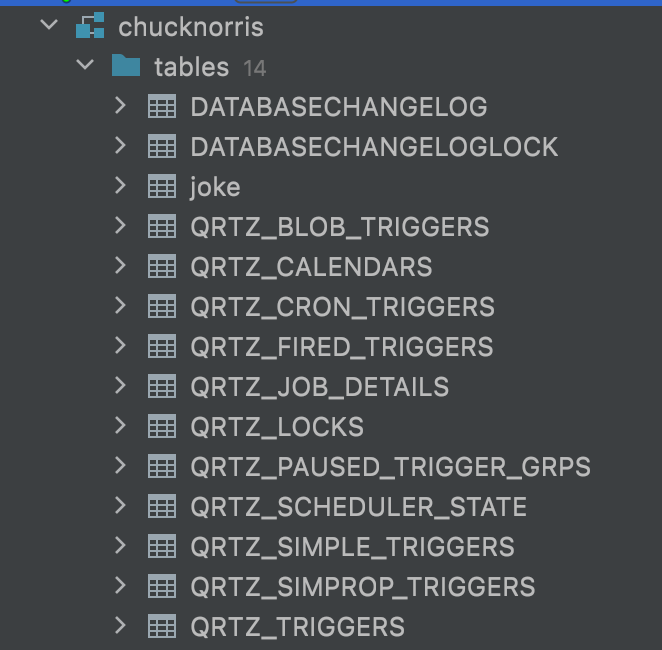 chucknorris
tables 14
DATABASECHANGELOG
DATABASECHANGELOGLOCK
joke
QRTZ_BLOB_TRIGGERS
QRTZ_CALENDARS
QRTZ_CRON_TRIGGERS
QRTZ_FIRED_TRIGGERS
QRTZ_JOB_DETAILS
QRTZ_LOCKS
QRTZ_PAUSED_TRIGGER_GRPS
QRTZ_SCHEDULER_STATE
QRTZ_SIMPLE_TRIGGERS
QRTZ_SIMPROP_TRIGGERS
QRTZ_TRIGGERS